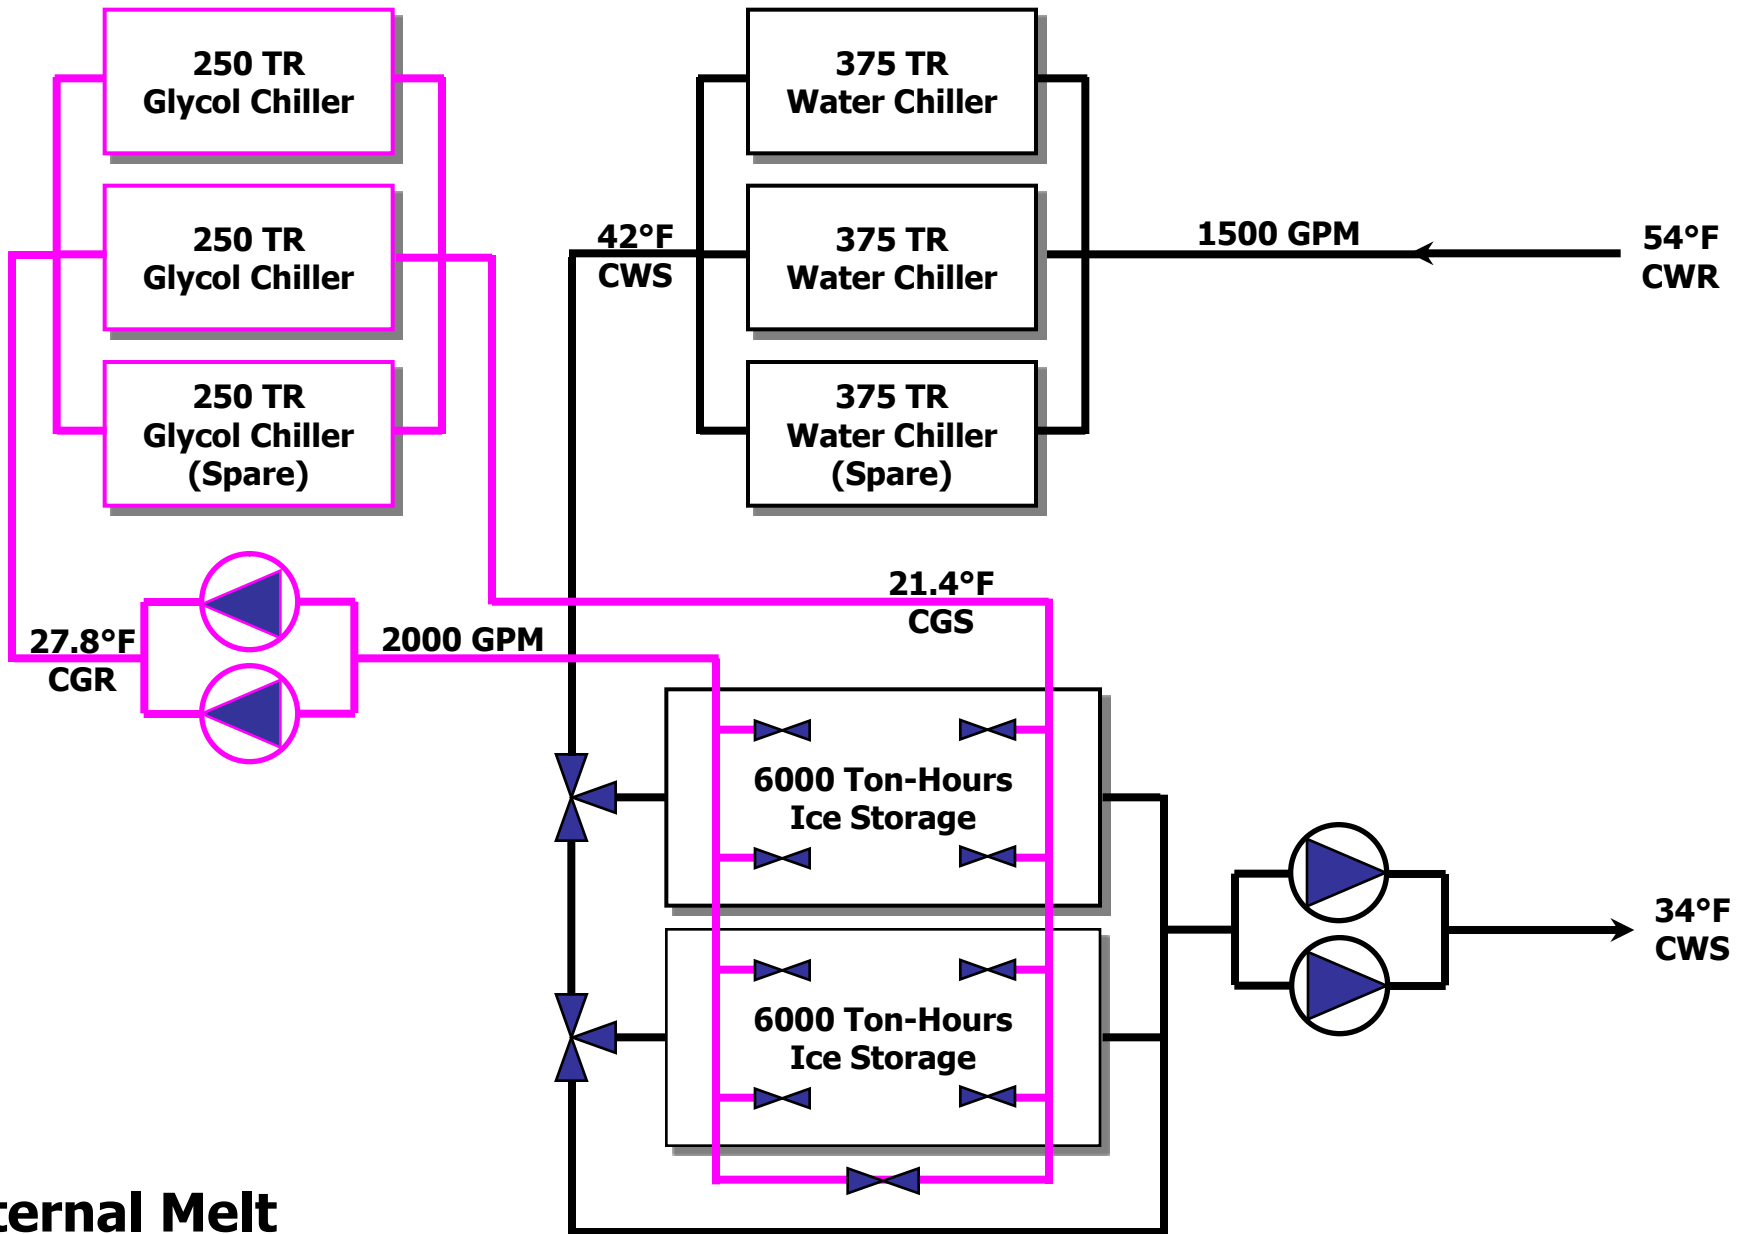 250 TR
Glycol Chiller
375 TR
Water Chiller
250 TR
Glycol Chiller
42°F
CWS
375 TR
Water Chiller
1500 GPM
54°F
CWR
250 TR
Glycol Chiller
(Spare)
375 TR
Water Chiller
(Spare)
21.4°F
CGS
27.8°F
CGR
2000 GPM
6000 Ton-Hours
Ice Storage
34°F
CWS
6000 Ton-Hours
Ice Storage
ternal Melt